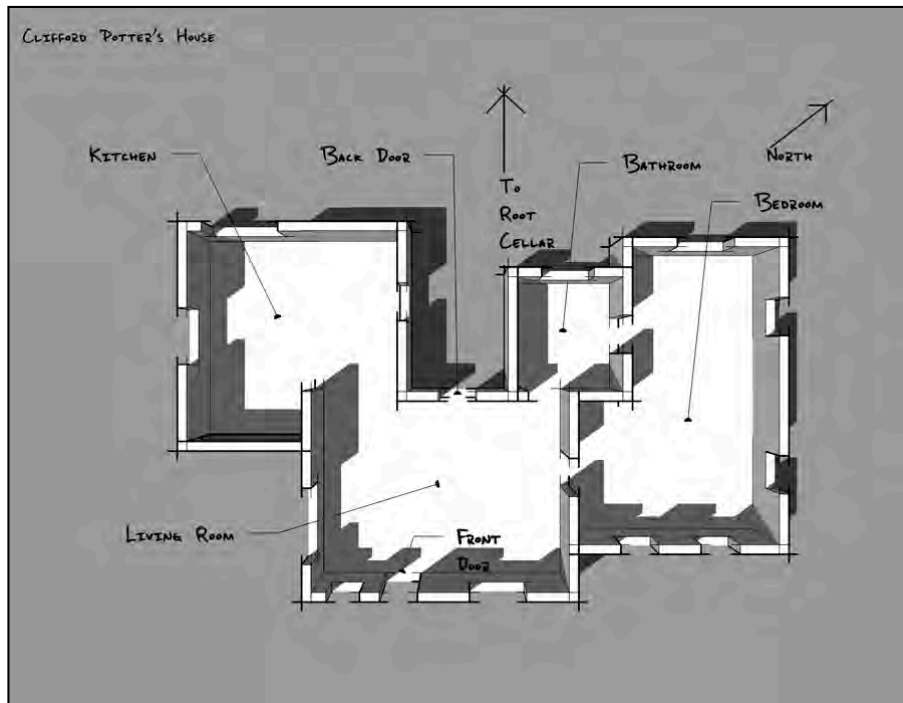 Clifford Potter's House
Kitchen
Back Door
To
Root
Cellar
Bathroom
North
Bedroom
Living Room
Front
Door